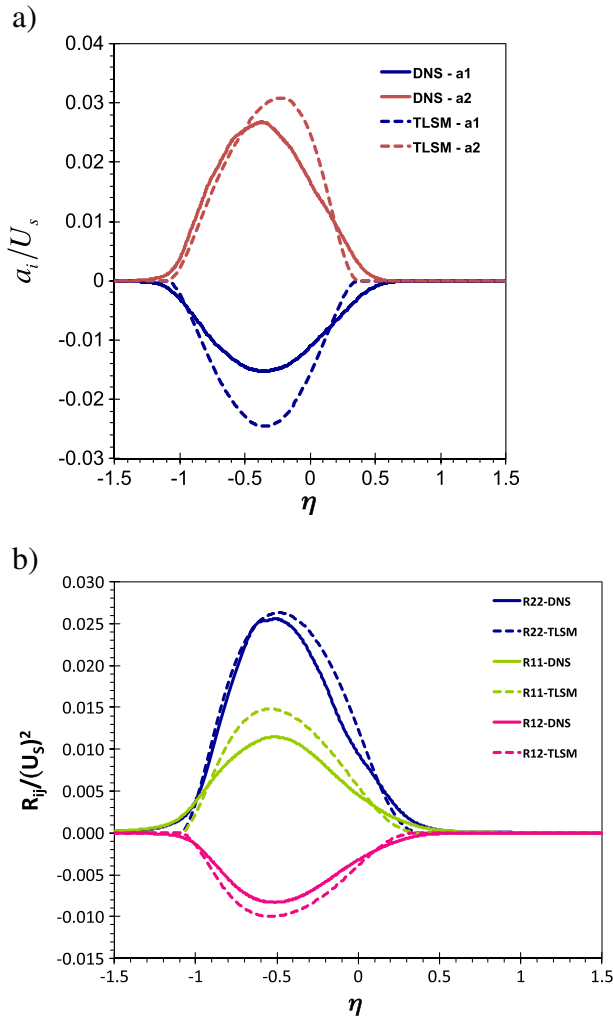 a)
0.04
0.03
0.02
0.01
0
-0.01
-0.02
-0.03
a_i/U_s
DNS - a1
DNS - a2
TLSM - a1
TLSM - a2
-1.5 -1 -0.5 0 0.5 1 1.5
η
b)
0.030
0.025
0.020
0.015
0.010
0.005
0.000
-0.005
-0.010
-0.015
R_ij/(U_S)²
R22-DNS
R22-TLSM
R11-DNS
R11-TLSM
R12-DNS
R12-TLSM
-1.5 -1 -0.5 0 0.5 1 1.5
η